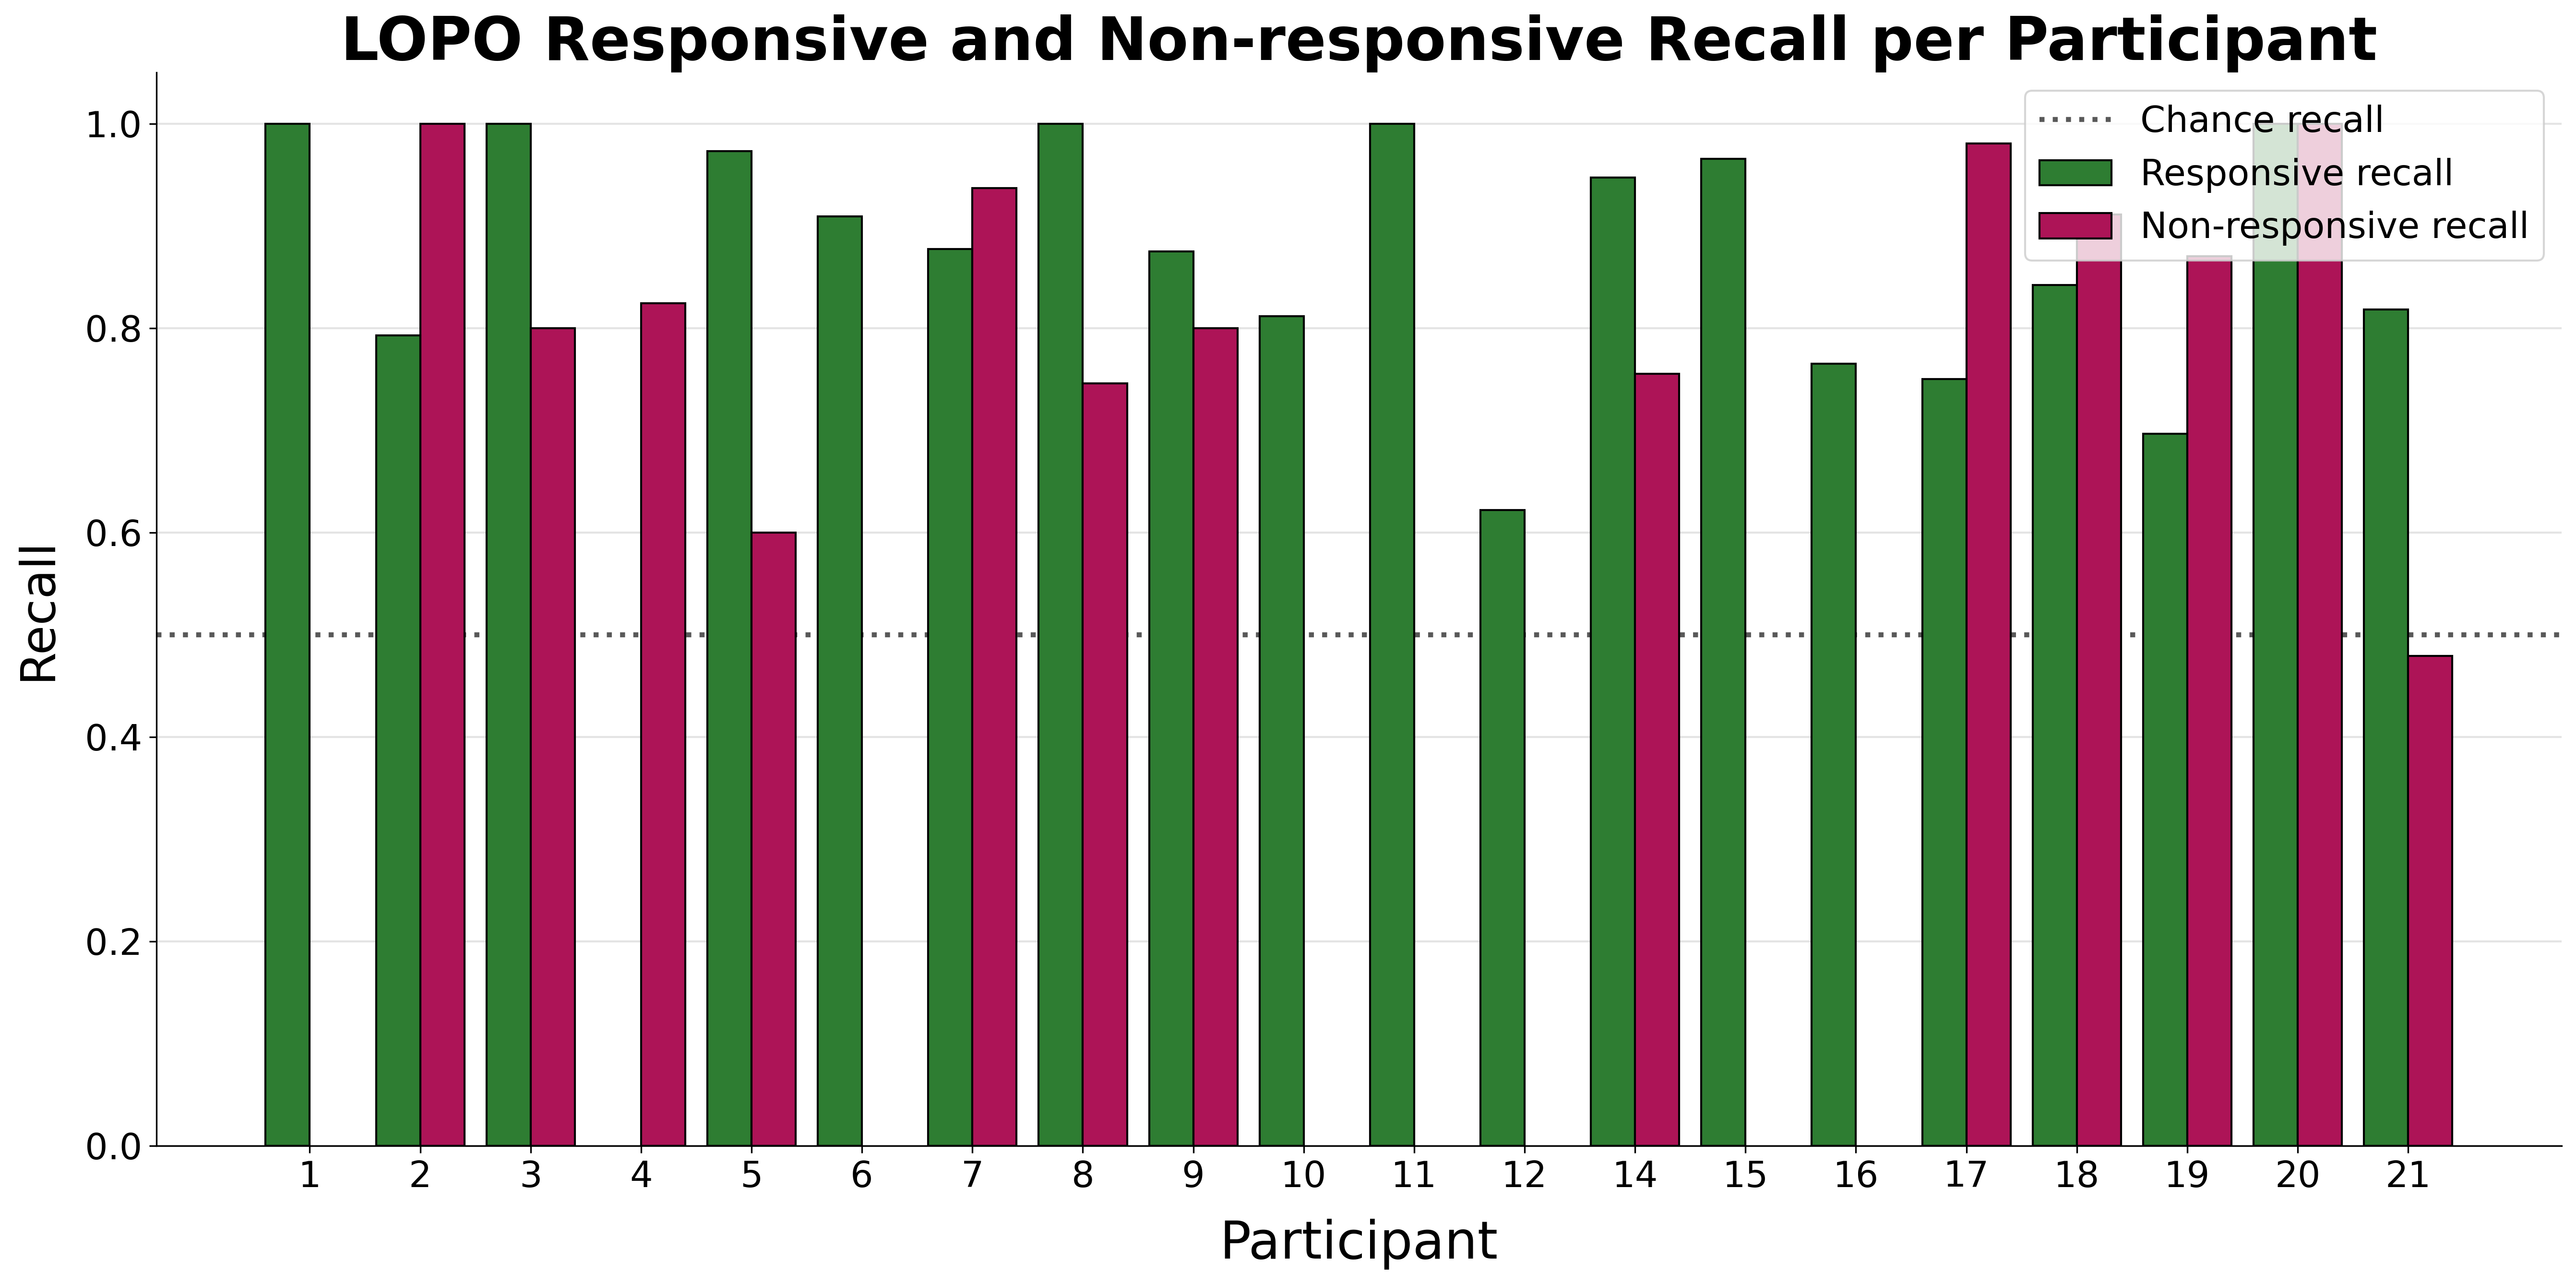 LOPO Responsive and Non-responsive Recall per Participant
Chance recall
Responsive recall
Non-responsive recall
Recall
1.0
0.8
0.6
0.4
0.2
0.0
1 2 3 4 5 6 7 8 9 10 11 12 14 15 16 17 18 19 20 21
Participant